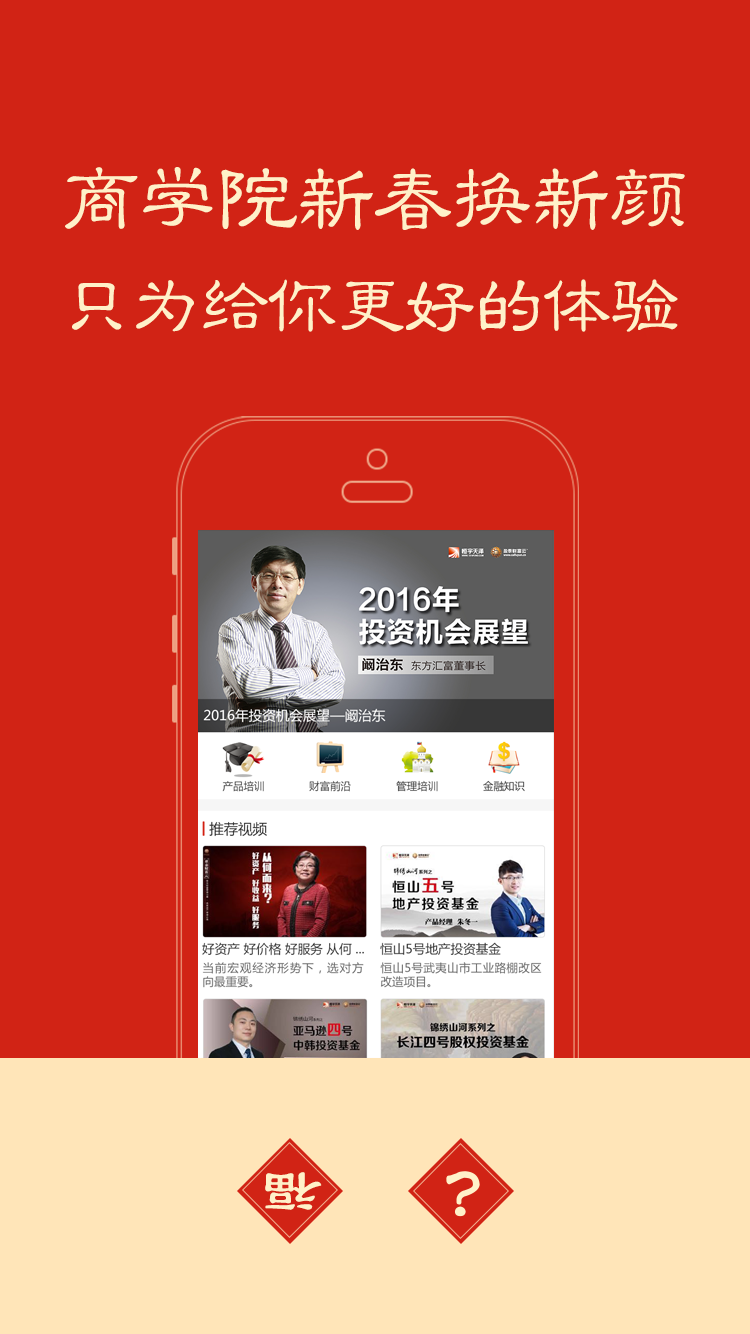 商学院新春换新颜
只为给你更好的体验
恒宇天泽
2016年
投资机会展望
阚治东 东方汇富董事长
2016年投资机会展望—阚治东
产品培训 财富前沿 管理培训 金融知识
推荐视频
从何而来?
好资产 好收益 好服务
锦绣山河系列之
恒山五号
地产投资基金
产品经理 朱冬一
好资产 好价格 好服务 从何 ...
当前宏观经济形势下，选对方
向最重要。
恒山5号地产投资基金
恒山5号武夷山市工业路棚改区
改造项目。
锦绣山河系列之
亚马逊四号
中韩投资基金
锦绣山河系列之
长江四号股权投资基金
福 ?